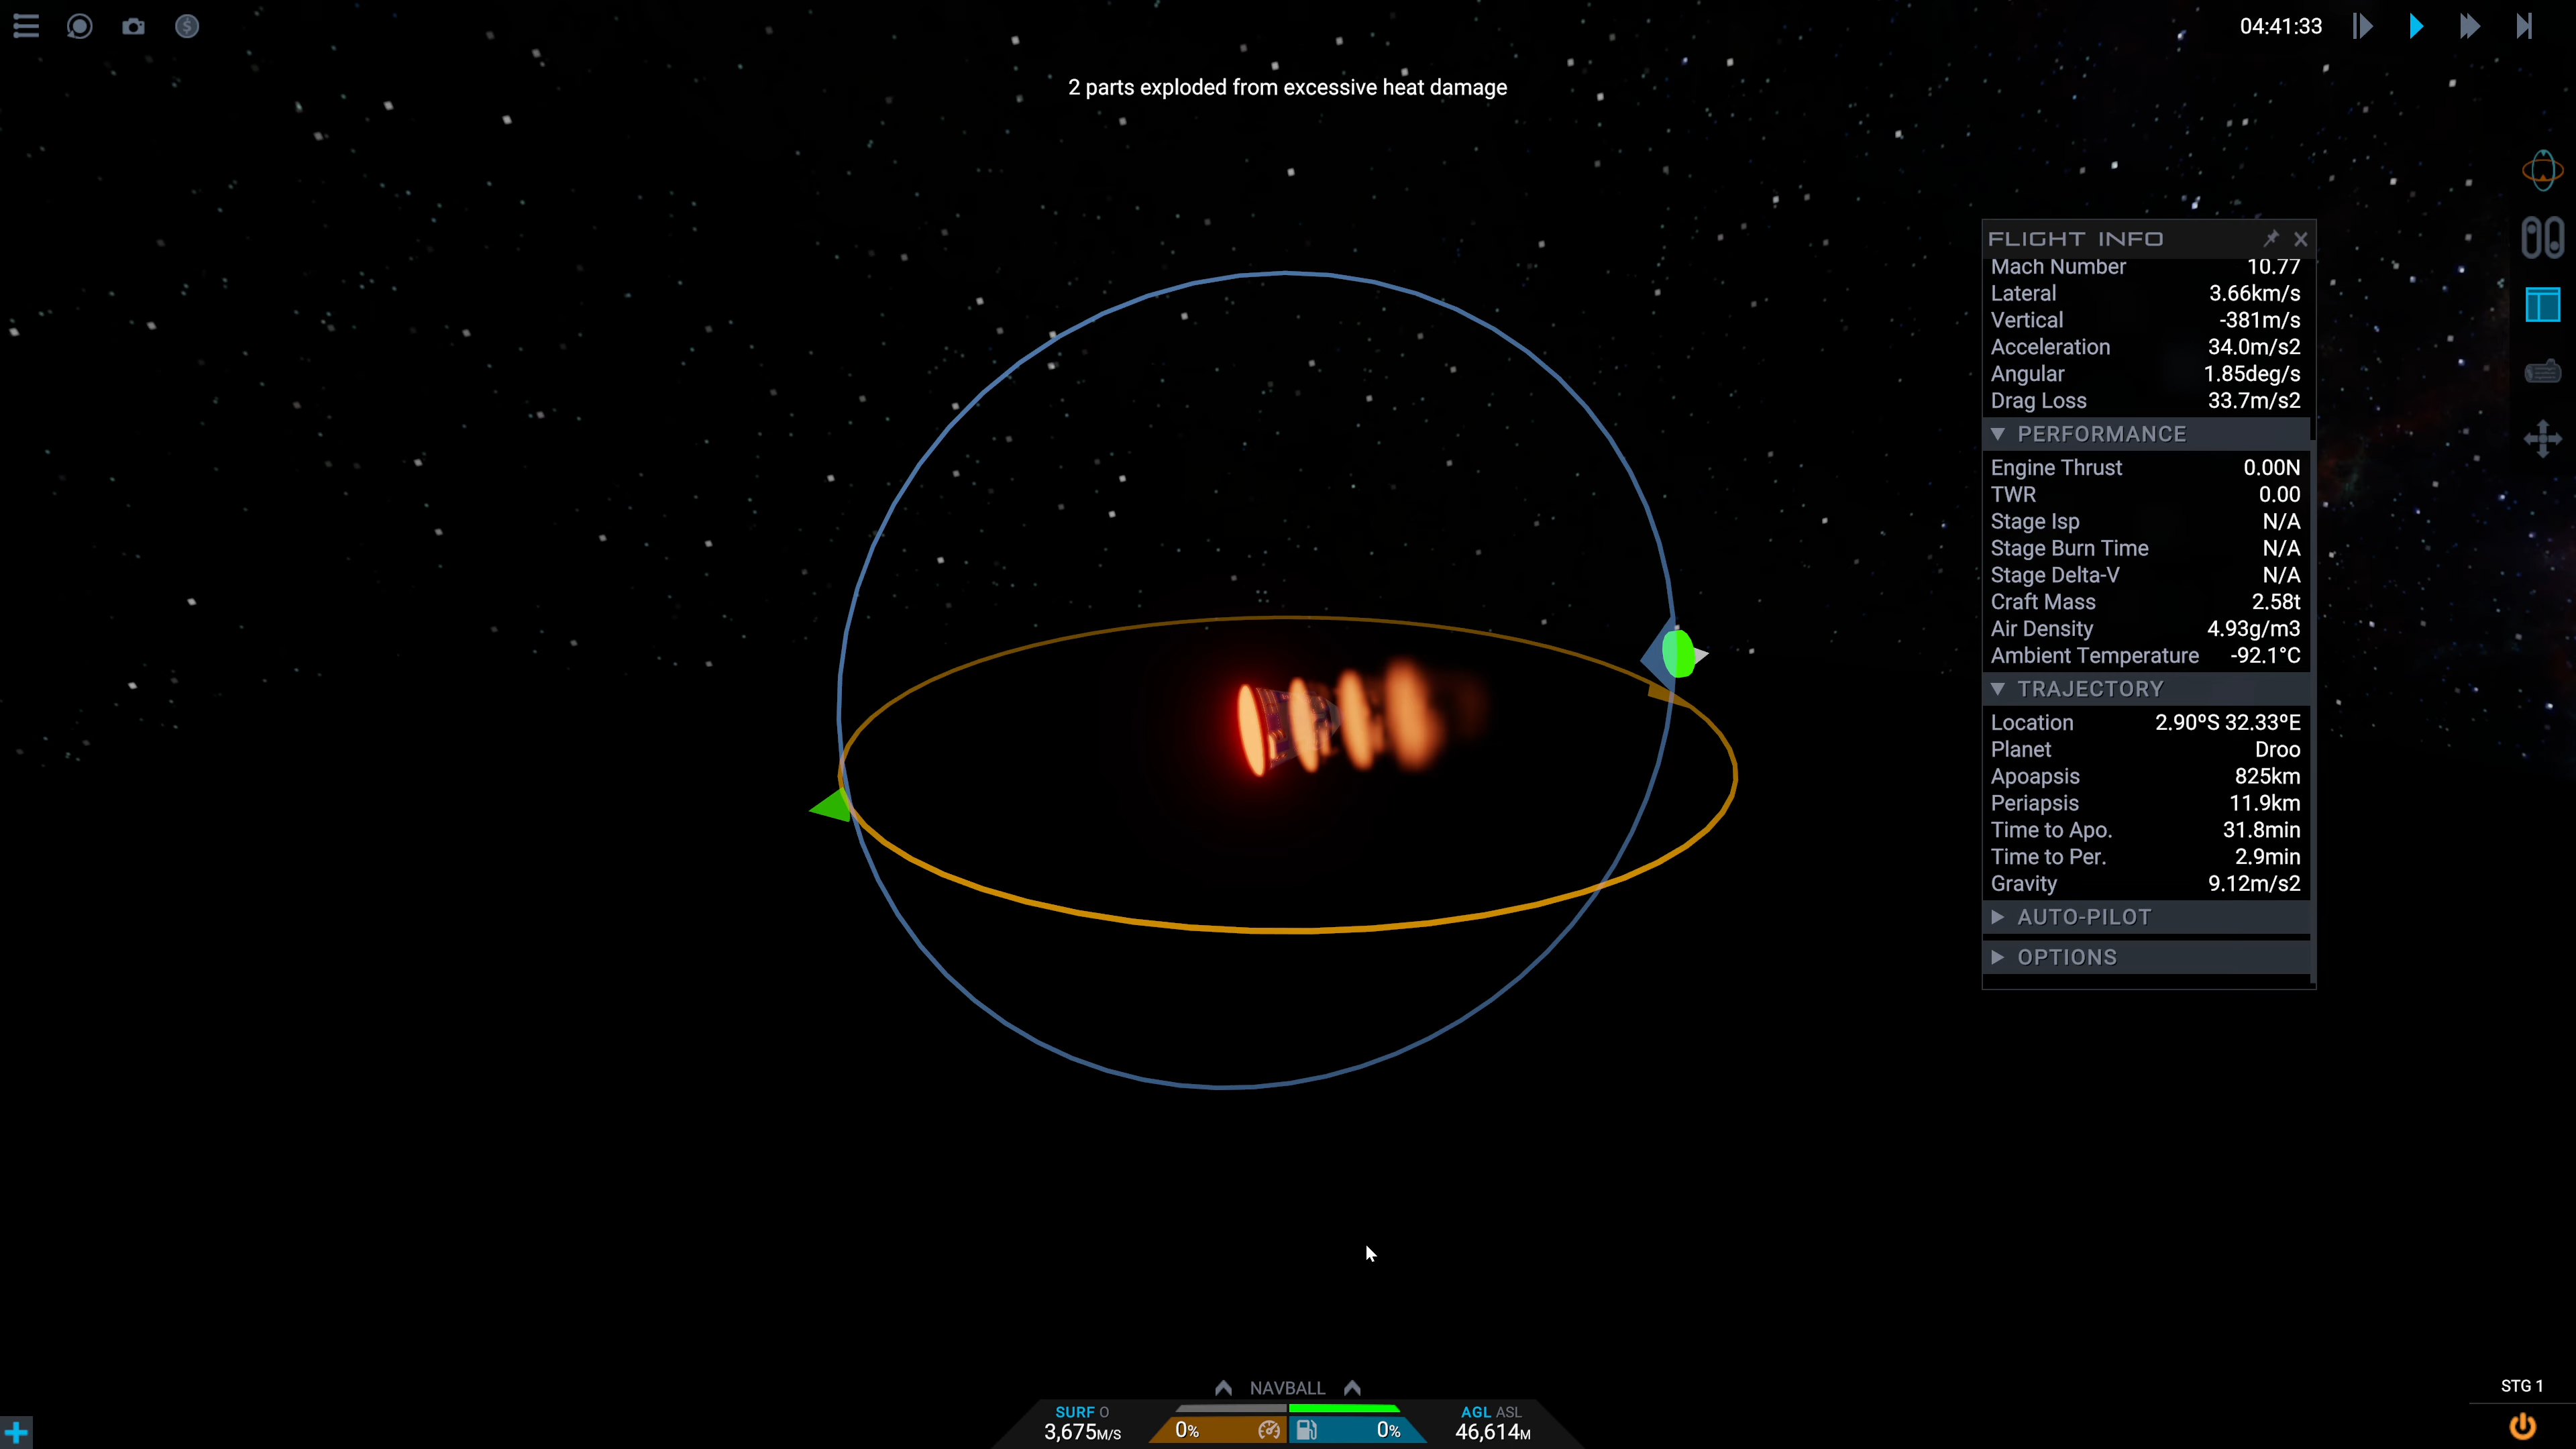 04:41:33
2 parts exploded from excessive heat damage
FLIGHT INFO
Mach Number 10.77
Lateral 3.66km/s
Vertical -381m/s
Acceleration 34.0m/s2
Angular 1.85deg/s
Drag Loss 33.7m/s2
PERFORMANCE
Engine Thrust 0.00N
TWR 0.00
Stage Isp N/A
Stage Burn Time N/A
Stage Delta-V N/A
Craft Mass 2.58t
Air Density 4.93g/m3
Ambient Temperature -92.1°C
TRAJECTORY
Location 2.90°S 32.33°E
Planet Droo
Apoapsis 825km
Periapsis 11.9km
Time to Apo. 31.8min
Time to Per. 2.9min
Gravity 9.12m/s2
AUTO-PILOT
OPTIONS
NAVBALL
SURF O
3,675M/S
0%
0%
AGL ASL
46,614M
STG 1